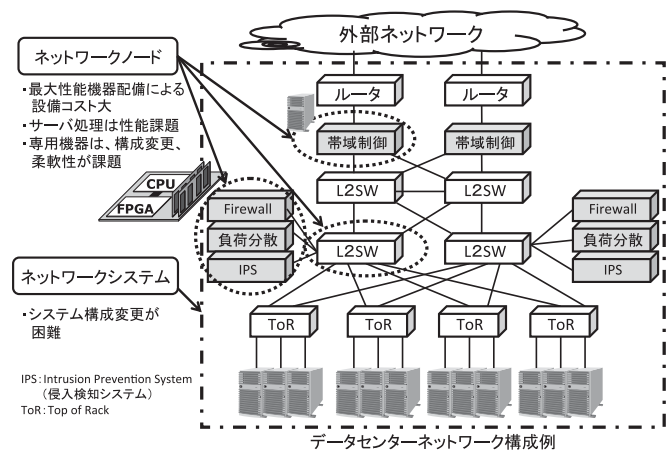 外部ネットワーク
ネットワークノード
・最大性能機器配備による
設備コスト大
・サーバ処理は性能課題
・専用機器は、構成変更、
柔軟性が課題
ルータ
ルータ
帯域制御
帯域制御
CPU
FPGA
L2SW
L2SW
Firewall
負荷分散
IPS
L2SW
L2SW
Firewall
負荷分散
IPS
ネットワークシステム
・システム構成変更が
困難
ToR
ToR
ToR
ToR
IPS：Intrusion Prevention System
（侵入検知システム）
ToR：Top of Rack
データセンターネットワーク構成例